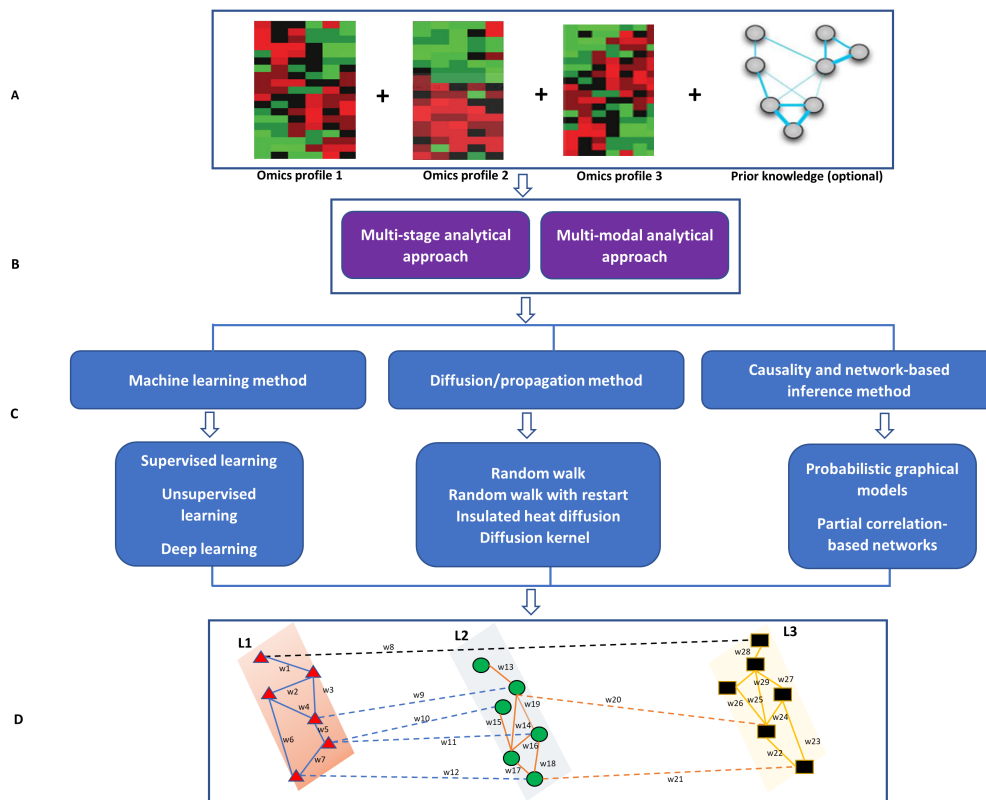 A
+
+
+
Omics profile 1
Omics profile 2
Omics profile 3
Prior knowledge (optional)
B
Multi-stage analytical
approach
Multi-modal analytical
approach
C
Machine learning method
Diffusion/propagation method
Causality and network-based
inference method
Supervised learning
Unsupervised
learning
Deep learning
Random walk
Random walk with restart
Insulated heat diffusion
Diffusion kernel
Probabilistic graphical
models
Partial correlation-
based networks
D
L1
L2
L3
w1
w2
w3
w4
w5
w6
w7
w8
w9
w10
w11
w12
w13
w19
w15
w14
w16
w17
w18
w20
w21
w28
w29
w27
w26
w25
w24
w22
w23